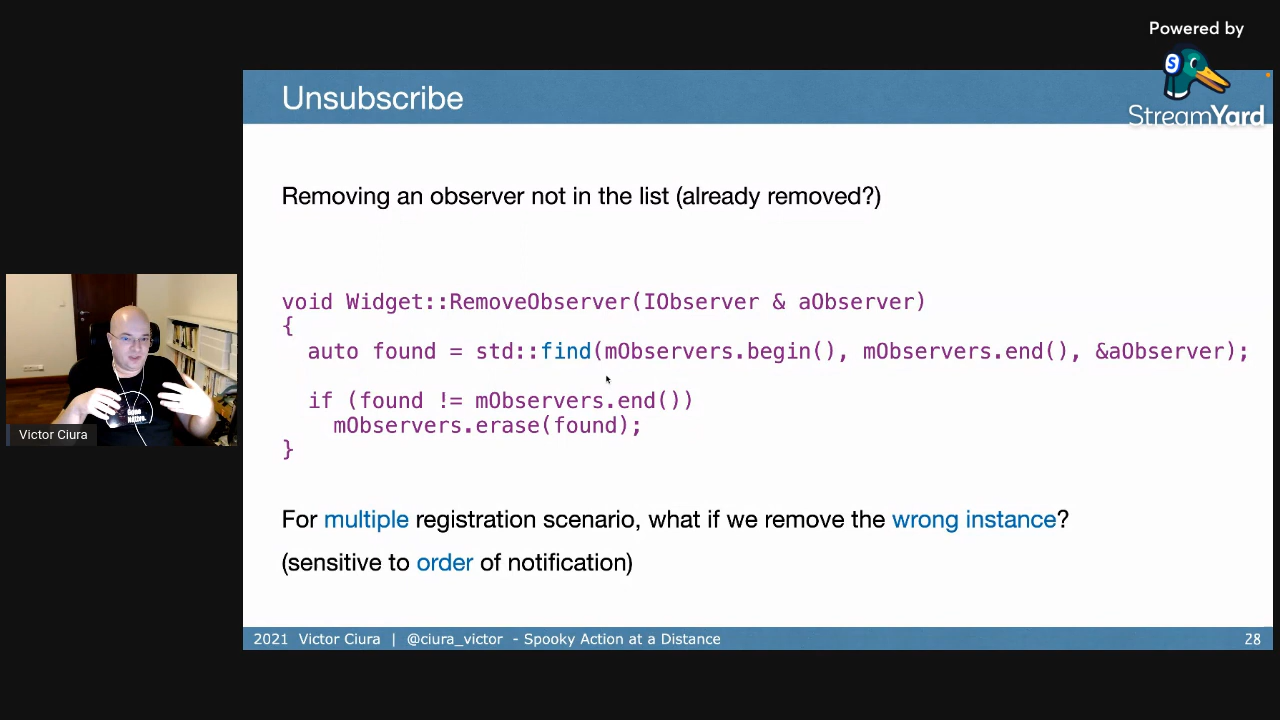 Powered by
StreamYard
Unsubscribe
Removing an observer not in the list (already removed?)
void Widget::RemoveObserver(IObserver & aObserver)
{
auto found = std::find(mObservers.begin(), mObservers.end(), &aObserver);
if (found != mObservers.end())
mObservers.erase(found);
}
For multiple registration scenario, what if we remove the wrong instance?
(sensitive to order of notification)
Victor Ciura
2021 Victor Ciura | @ciura_victor - Spooky Action at a Distance
28